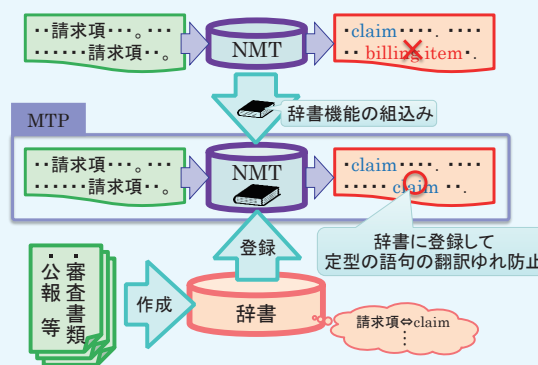 ··請求項···。···
······請求項··。
NMT
·claim·····. ····
·· billing item·.
辞書機能の組込み
MTP
··請求項···。···
······請求項··。
NMT
·claim·····. ····
····· claim ··.
登録
辞書に登録して
定型の語句の翻訳ゆれ防止
・審査書類
・公報 等
作成
辞書
請求項⇔claim
⋮